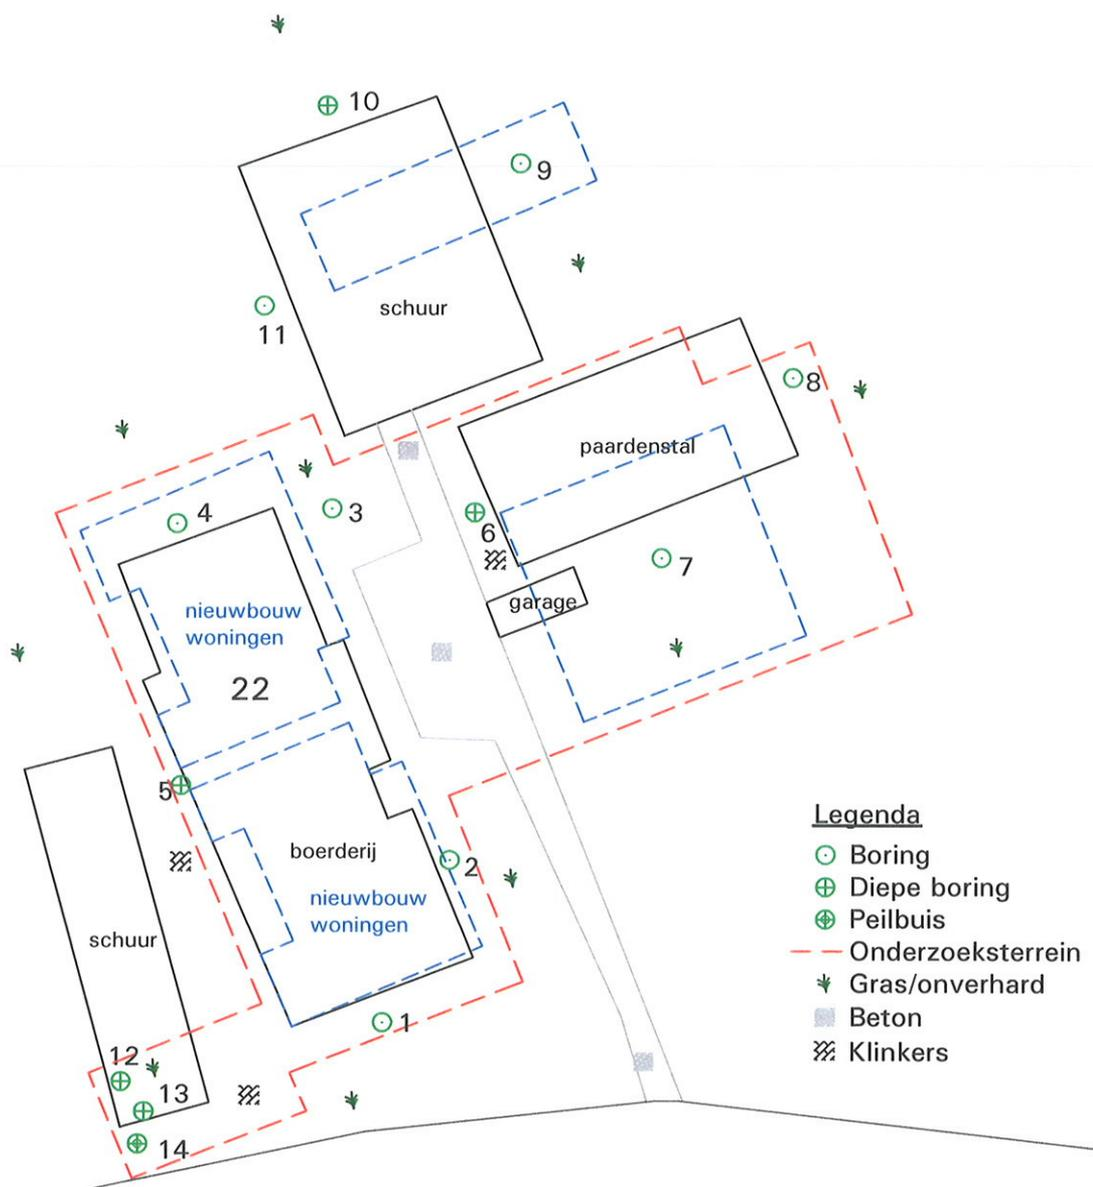 10
9
schuur
11
8
paardenstal
4
3
6
7
garage
nieuwbouw
woningen
22
5
Legenda
boerderij
Boring
2
Diepe boring
nieuwbouw
woningen
Peilbuis
schuur
Onderzoeksterrein
Gras/onverhard
1
Beton
12
Klinkers
13
14